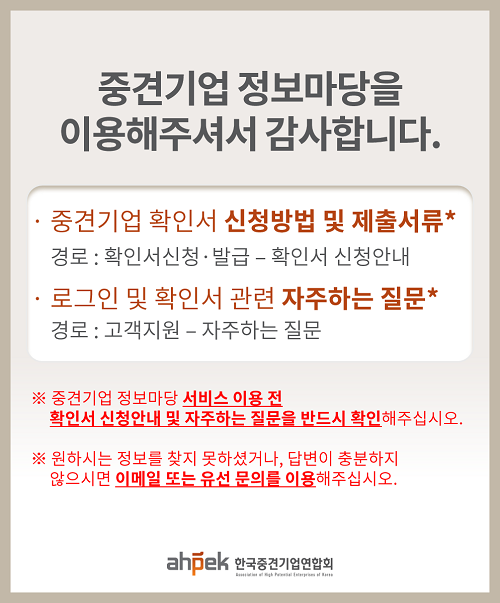 중견기업 정보마당을
이용해주셔서 감사합니다.
· 중견기업 확인서 신청방법 및 제출서류*
경로 : 확인서신청·발급 – 확인서 신청안내
· 로그인 및 확인서 관련 자주하는 질문*
경로 : 고객지원 – 자주하는 질문
※ 중견기업 정보마당 서비스 이용 전
확인서 신청안내 및 자주하는 질문을 반드시 확인해주십시오.
※ 원하시는 정보를 찾지 못하셨거나, 답변이 충분하지
않으시면 이메일 또는 유선 문의를 이용해주십시오.
ahpek 한국중견기업연합회
Association of High Potential Enterprises of Korea